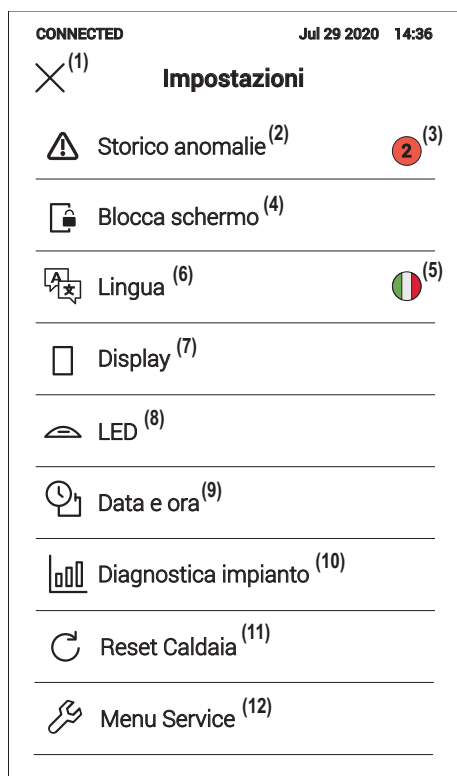 CONNECTED Jul 29 2020 14:36
(1) Impostazioni
Storico anomalie (2) 2 (3)
Blocca schermo (4)
A Lingua (6) (5)
Display (7)
LED (8)
Data e ora (9)
Diagnostica impianto (10)
Reset Caldaia (11)
Menu Service (12)